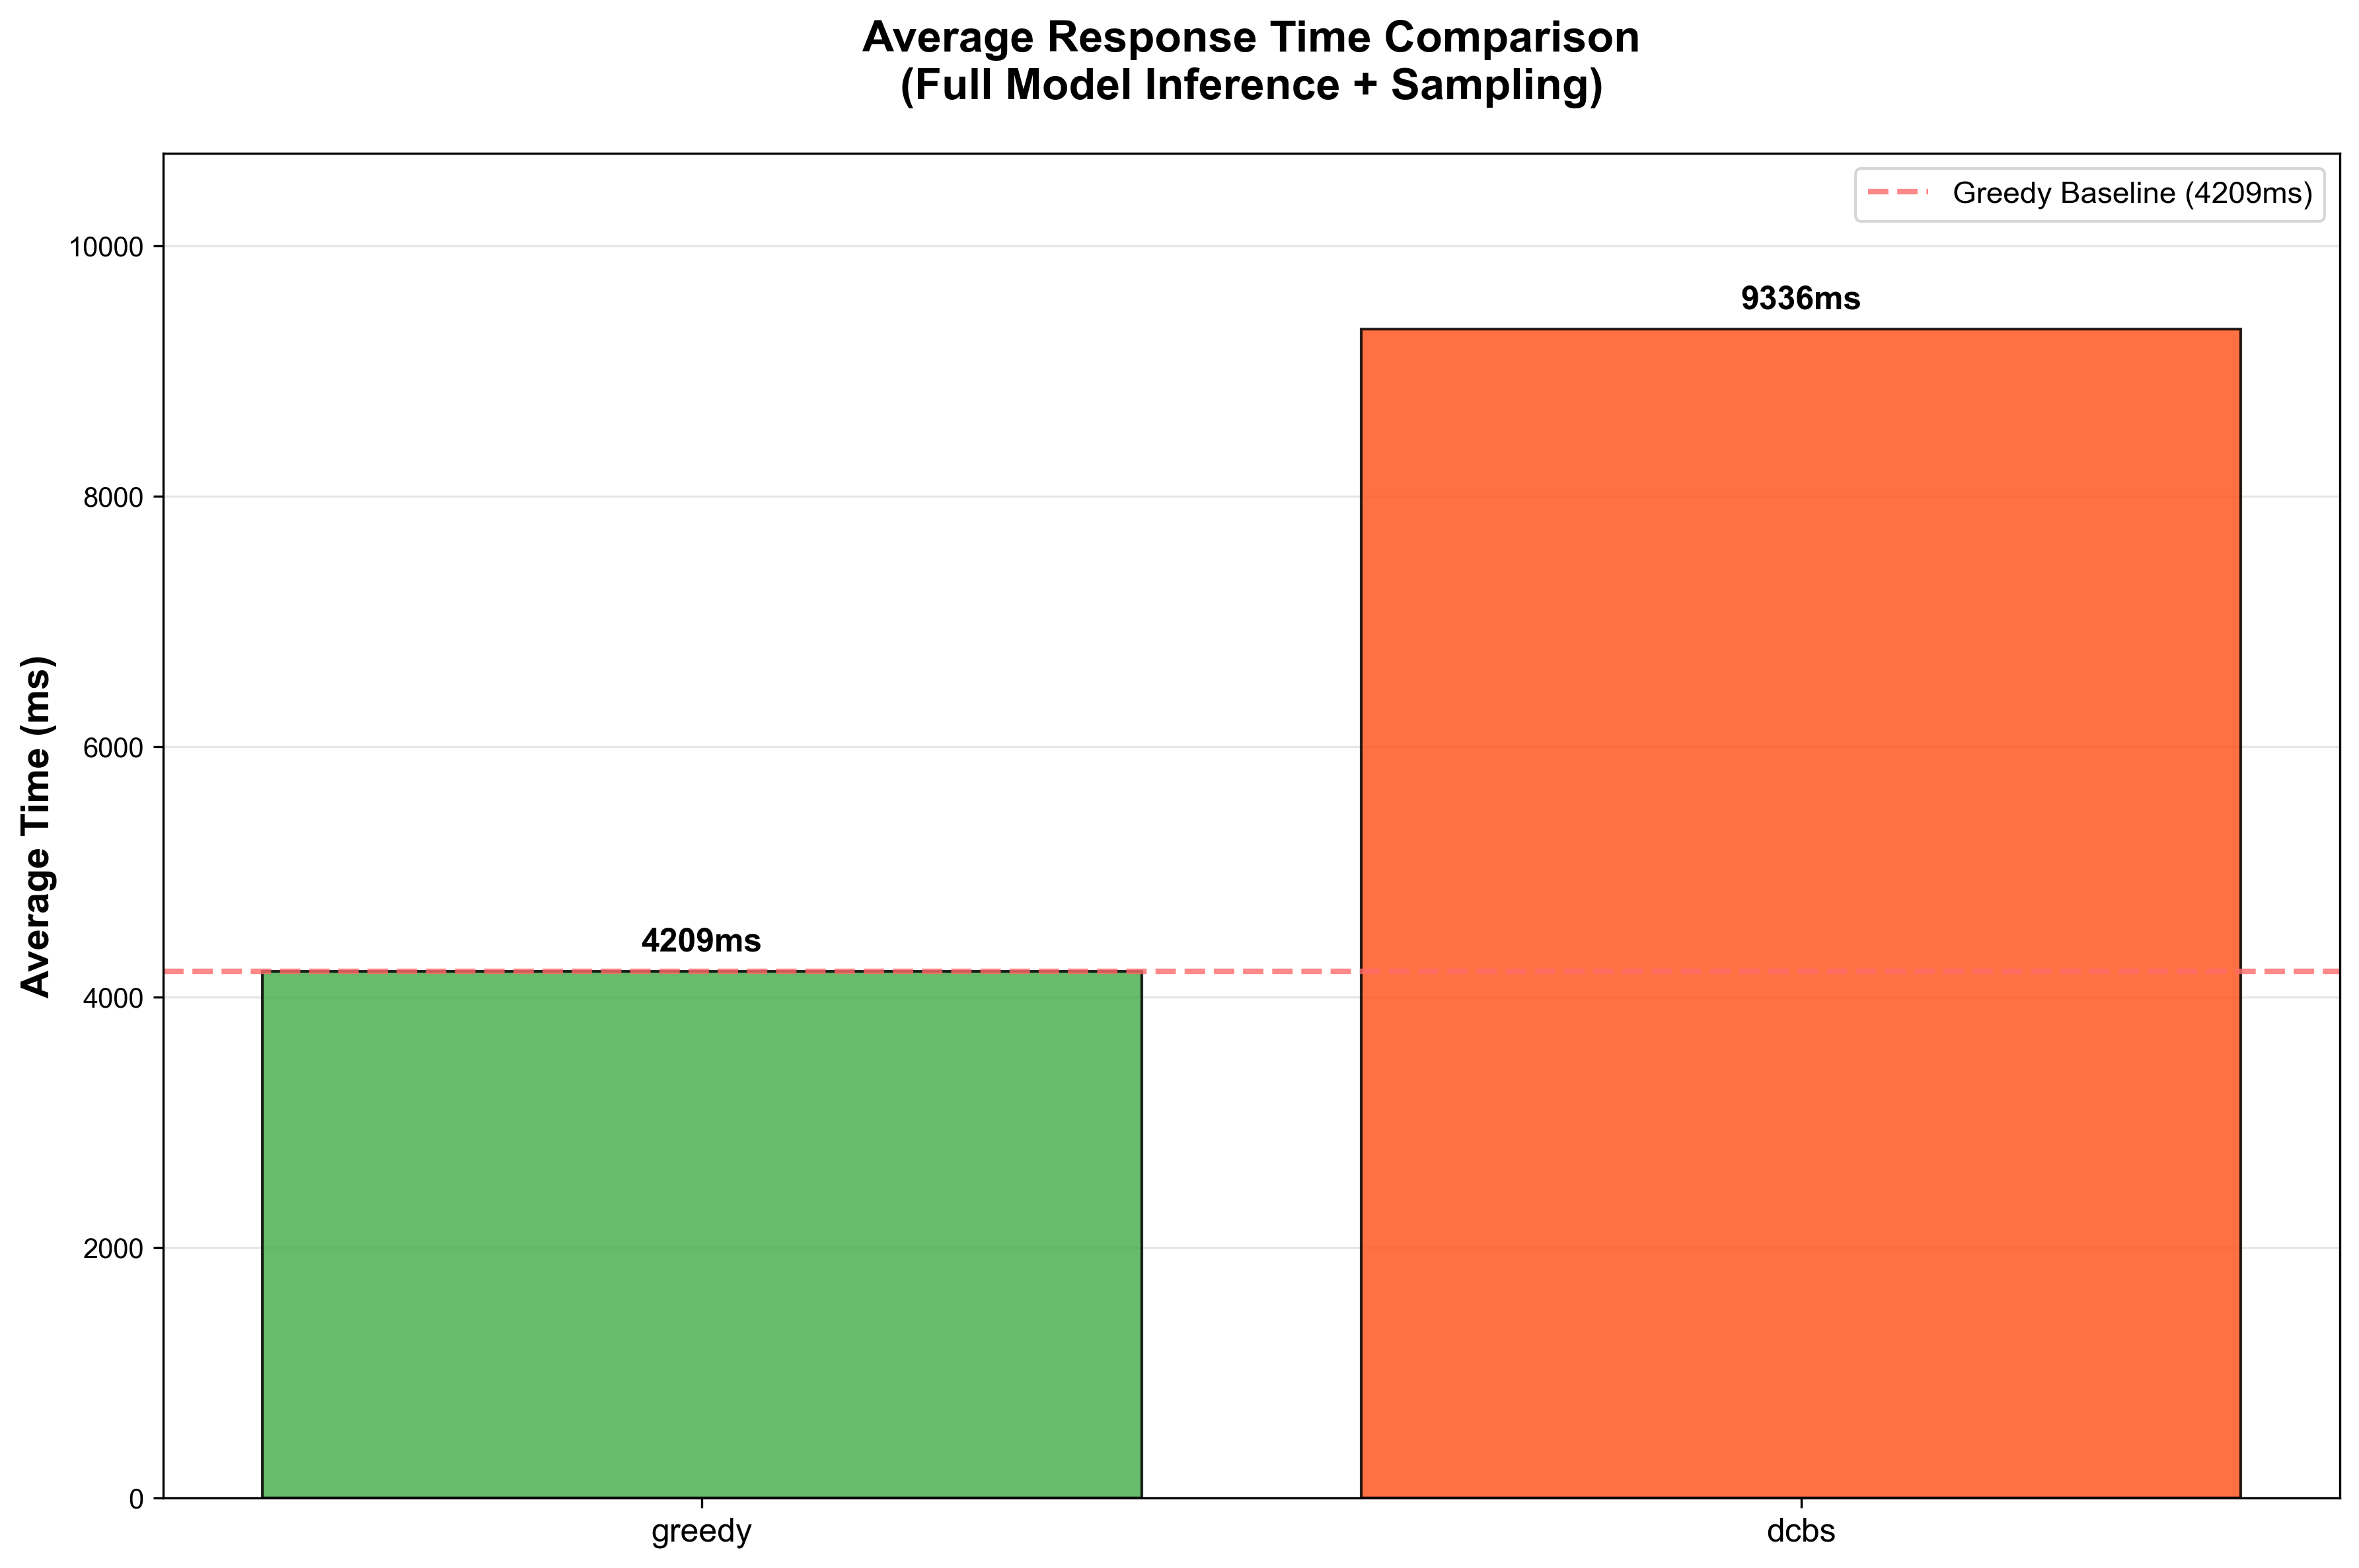 Average Response Time Comparison
(Full Model Inference + Sampling)
Greedy Baseline (4209ms)
Average Time (ms)
10000
8000
6000
4000
2000
0
9336ms
4209ms
greedy
dcbs